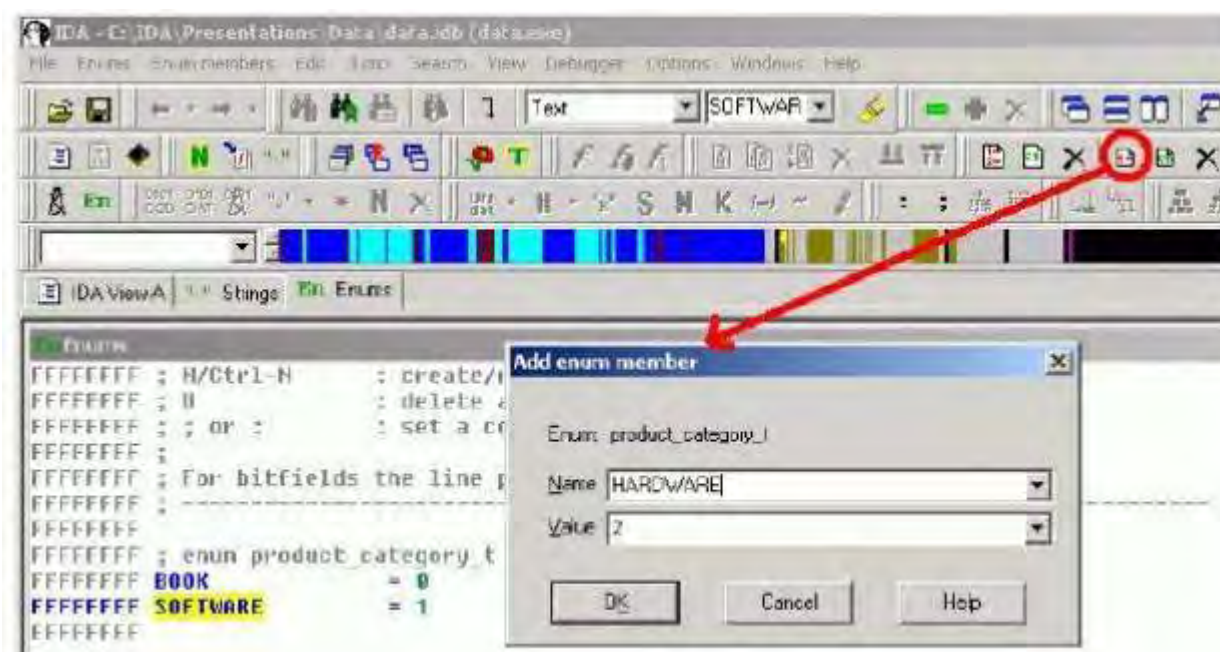 IDA - C:\IDA\Presentations\Data\data.idb (data.exe)
File Enums Enum members Edit Jump Search View Debugger Options Windows Help
Text SOFTWAR
N T
En N H S N K
IDA View-A Strings En Enums
Enums
FFFFFFFF ; N/Ctrl-N : create/
FFFFFFFF ; U : delete
FFFFFFFF ; ; or : : set a co
FFFFFFFF ;
FFFFFFFF ; For bitfields the line p
FFFFFFFF ; ----------------------------
FFFFFFFF
FFFFFFFF ; enum product_category_t
FFFFFFFF BOOK = 0
FFFFFFFF SOFTWARE = 1
FFFFFFFF
Add enum member
Enum: product_category_t
Name HARDWARE
Value 2
OK Cancel Help